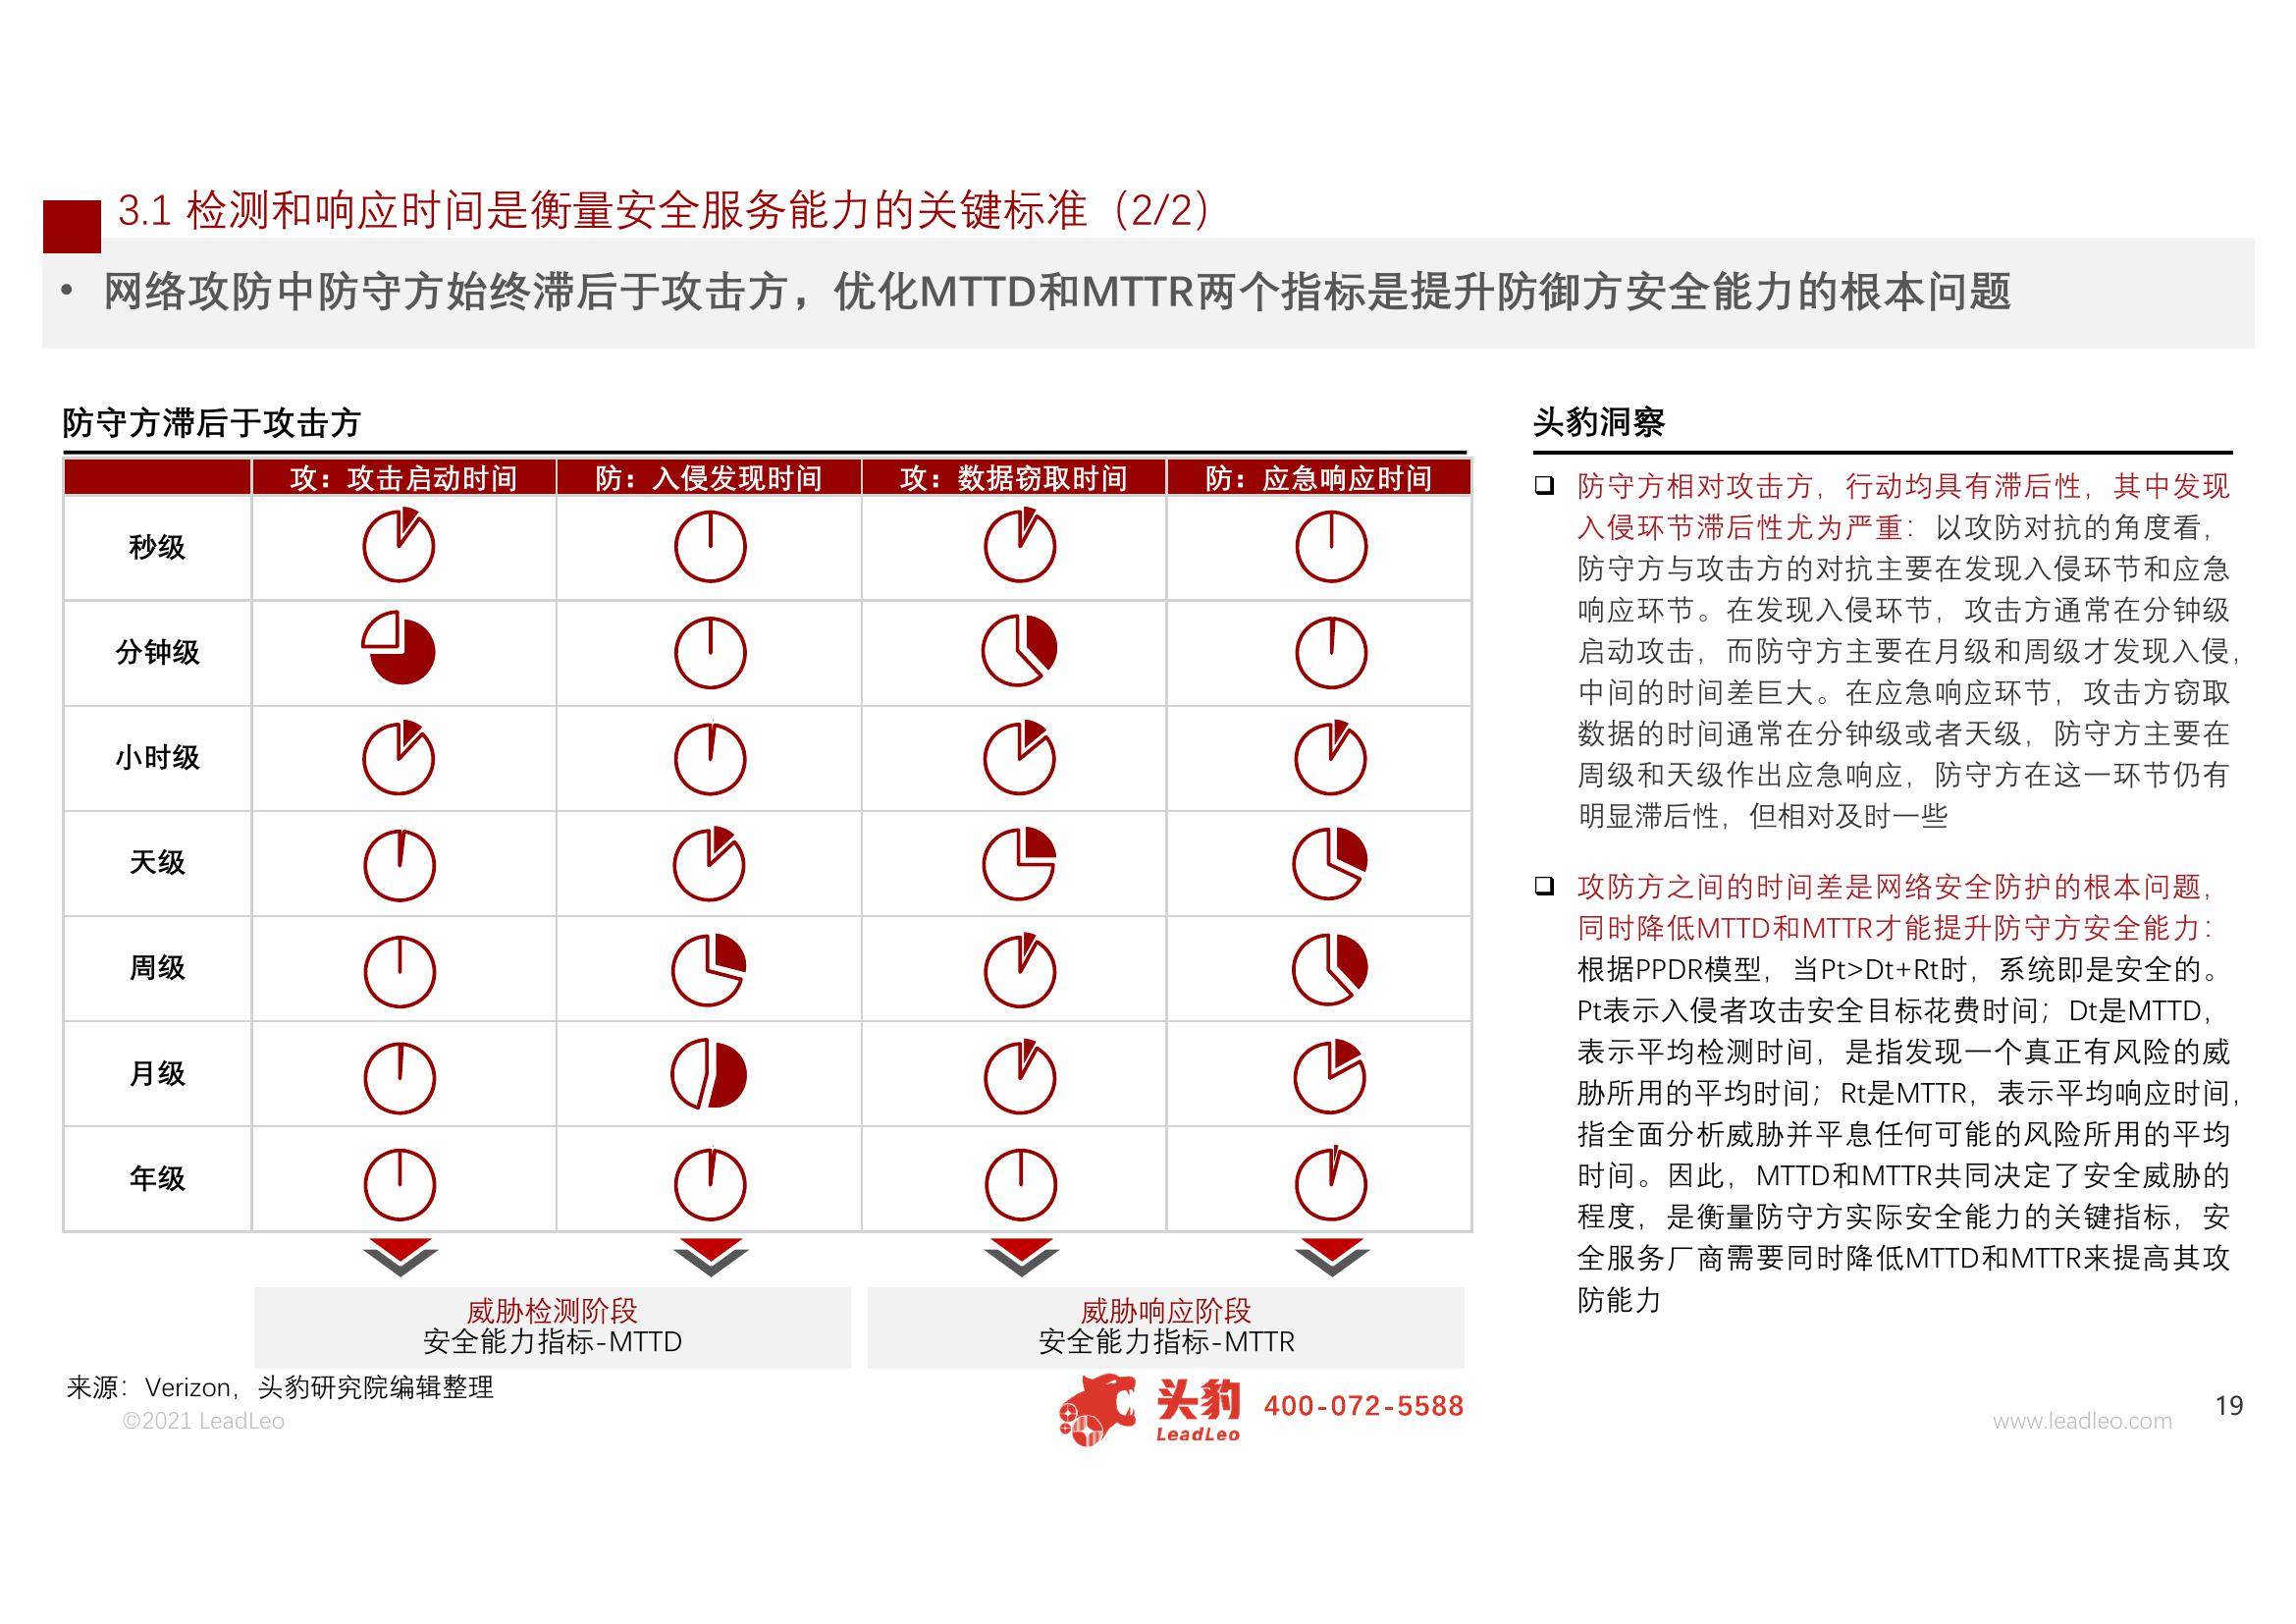 3.1 检测和响应时间是衡量安全服务能力的关键标准（2/2）
• 网络攻防中防守方始终滞后于攻击方，优化MTTD和MTTR两个指标是提升防御方安全能力的根本问题
防守方滞后于攻击方
攻：攻击启动时间 防：入侵发现时间 攻：数据窃取时间 防：应急响应时间
秒级
分钟级
小时级
天级
周级
月级
年级
威胁检测阶段
安全能力指标-MTTD
威胁响应阶段
安全能力指标-MTTR
头豹洞察
防守方相对攻击方，行动均具有滞后性，其中发现
入侵环节滞后性尤为严重：以攻防对抗的角度看，
防守方与攻击方的对抗主要在发现入侵环节和应急
响应环节。在发现入侵环节，攻击方通常在分钟级
启动攻击，而防守方主要在月级和周级才发现入侵，
中间的时间差巨大。在应急响应环节，攻击方窃取
数据的时间通常在分钟级或者天级，防守方主要在
周级和天级作出应急响应，防守方在这一环节仍有
明显滞后性，但相对及时一些
攻防方之间的时间差是网络安全防护的根本问题，
同时降低MTTD和MTTR才能提升防守方安全能力：
根据PPDR模型，当Pt>Dt+Rt时，系统即是安全的。
Pt表示入侵者攻击安全目标花费时间；Dt是MTTD，
表示平均检测时间，是指发现一个真正有风险的威
胁所用的平均时间；Rt是MTTR，表示平均响应时间，
指全面分析威胁并平息任何可能的风险所用的平均
时间。因此，MTTD和MTTR共同决定了安全威胁的
程度，是衡量防守方实际安全能力的关键指标，安
全服务厂商需要同时降低MTTD和MTTR来提高其攻
防能力
来源：Verizon，头豹研究院编辑整理
©2021 LeadLeo
头豹
LeadLeo
400-072-5588
www.leadleo.com
19